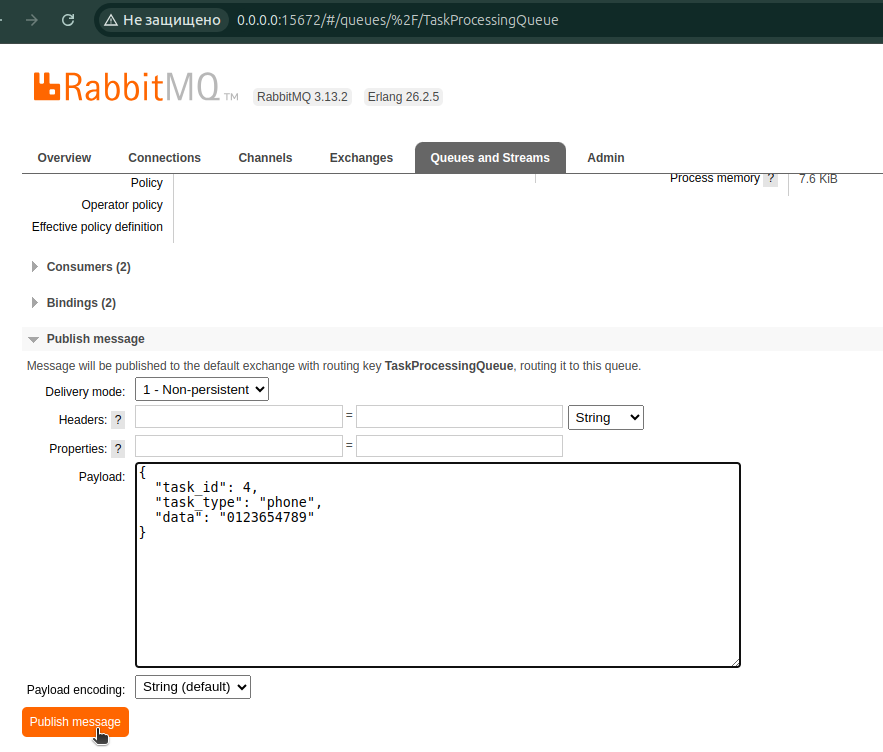 Не защищено 0.0.0.0:15672/#/queues/%2F/TaskProcessingQueue
RabbitMQ TM RabbitMQ 3.13.2 Erlang 26.2.5
Overview Connections Channels Exchanges Queues and Streams Admin
Process memory ? 7.6 KiB
Policy
Operator policy
Effective policy definition
Consumers (2)
Bindings (2)
Publish message
Message will be published to the default exchange with routing key TaskProcessingQueue, routing it to this queue.
Delivery mode: 1 - Non-persistent
Headers: ? = String
Properties: ? =
Payload: {
"task_id": 4,
"task_type": "phone",
"data": "0123654789"
}
Payload encoding: String (default)
Publish message